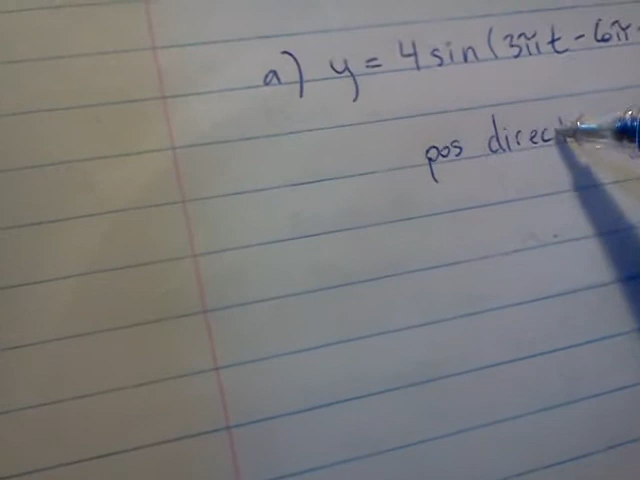 a) y = 4 sin (3πt - 6π
pos direc